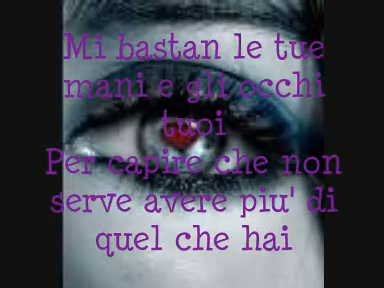 Mi bastan le tue
mani e gli occhi
tuoi
Per capire che non
serve avere piu' di
quel che hai